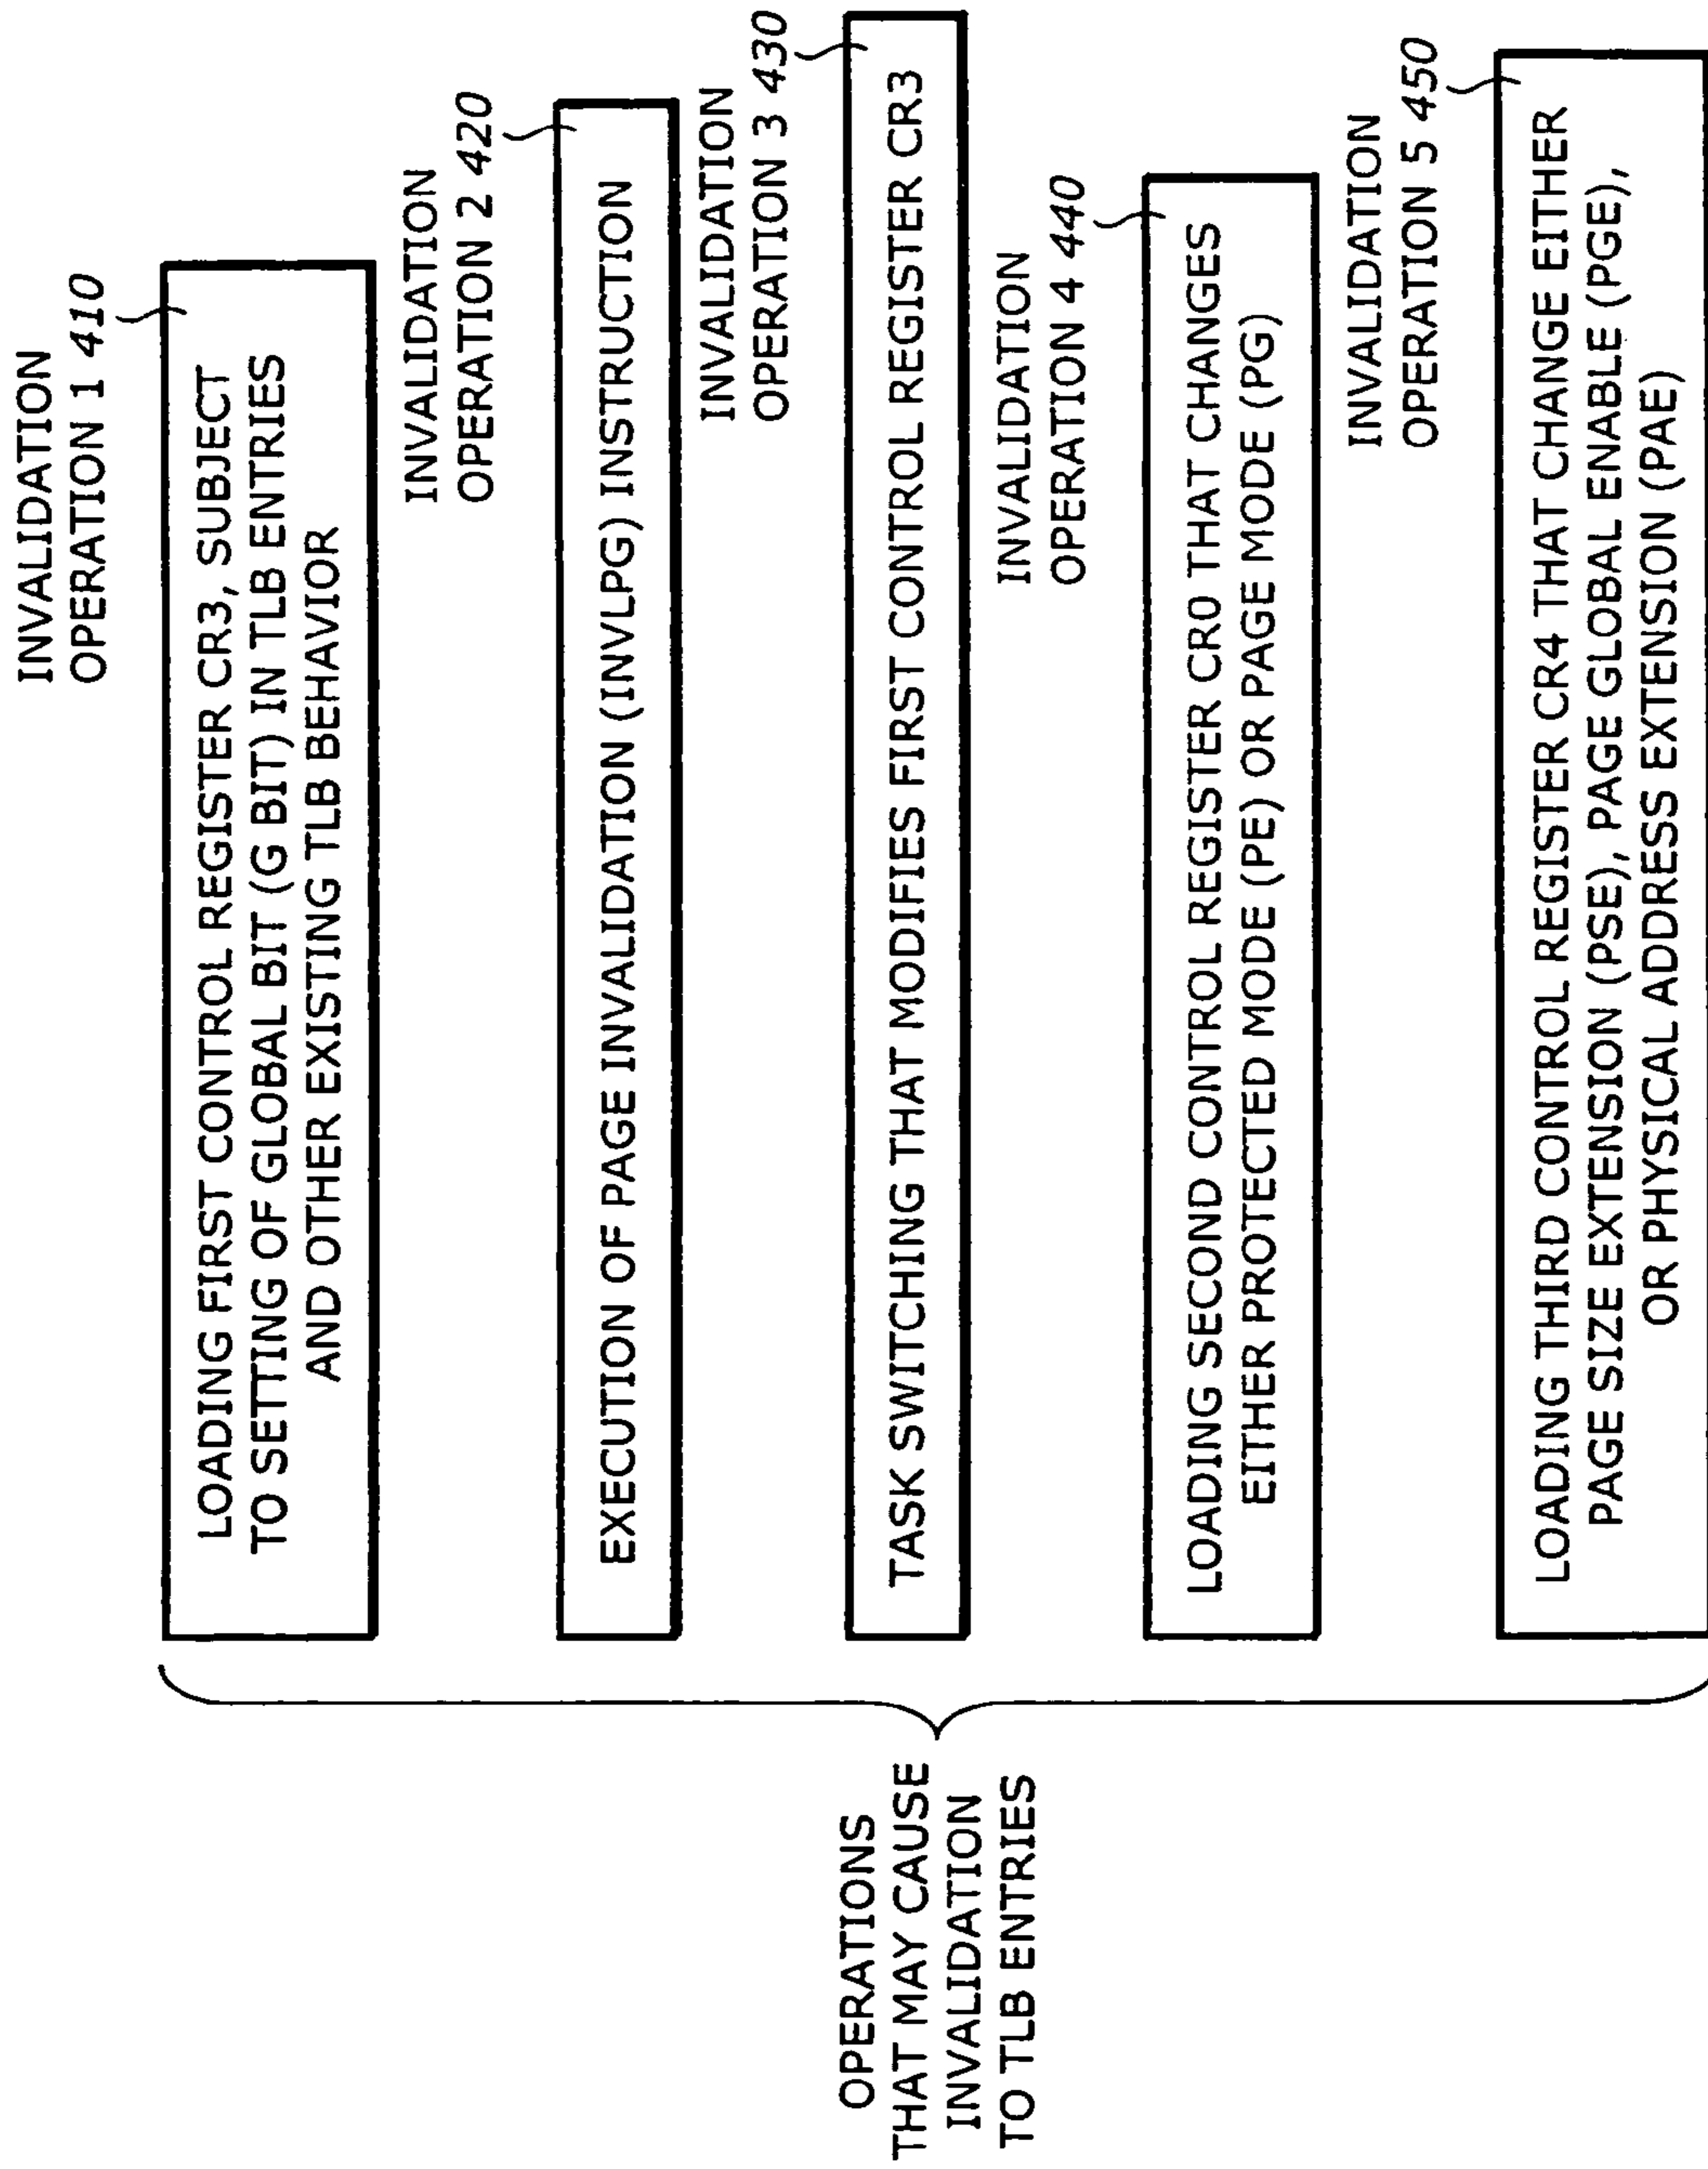 OPERATIONS
THAT MAY CAUSE
INVALIDATION
TO TLB ENTRIES
INVALIDATION
OPERATION 1 410
LOADING FIRST CONTROL REGISTER CR3, SUBJECT
TO SETTING OF GLOBAL BIT (G BIT) IN TLB ENTRIES
AND OTHER EXISTING TLB BEHAVIOR
INVALIDATION
OPERATION 2 420
EXECUTION OF PAGE INVALIDATION (INVLPG) INSTRUCTION
INVALIDATION
OPERATION 3 430
TASK SWITCHING THAT MODIFIES FIRST CONTROL REGISTER CR3
INVALIDATION
OPERATION 4 440
LOADING SECOND CONTROL REGISTER CR0 THAT CHANGES
EITHER PROTECTED MODE (PE) OR PAGE MODE (PG)
INVALIDATION
OPERATION 5 450
LOADING THIRD CONTROL REGISTER CR4 THAT CHANGE EITHER
PAGE SIZE EXTENSION (PSE), PAGE GLOBAL ENABLE (PGE),
OR PHYSICAL ADDRESS EXTENSION (PAE)